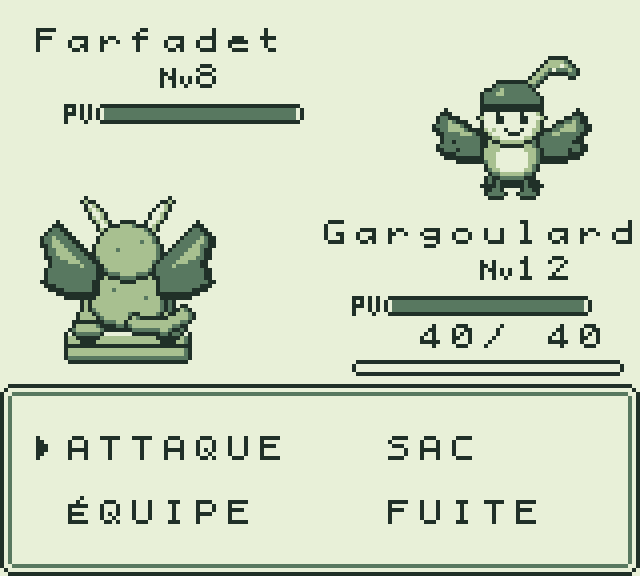 Farfadet
Nv8
PV
Gargoulard
Nv12
PV
40/ 40
ATTAQUE SAC
ÉQUIPE FUITE